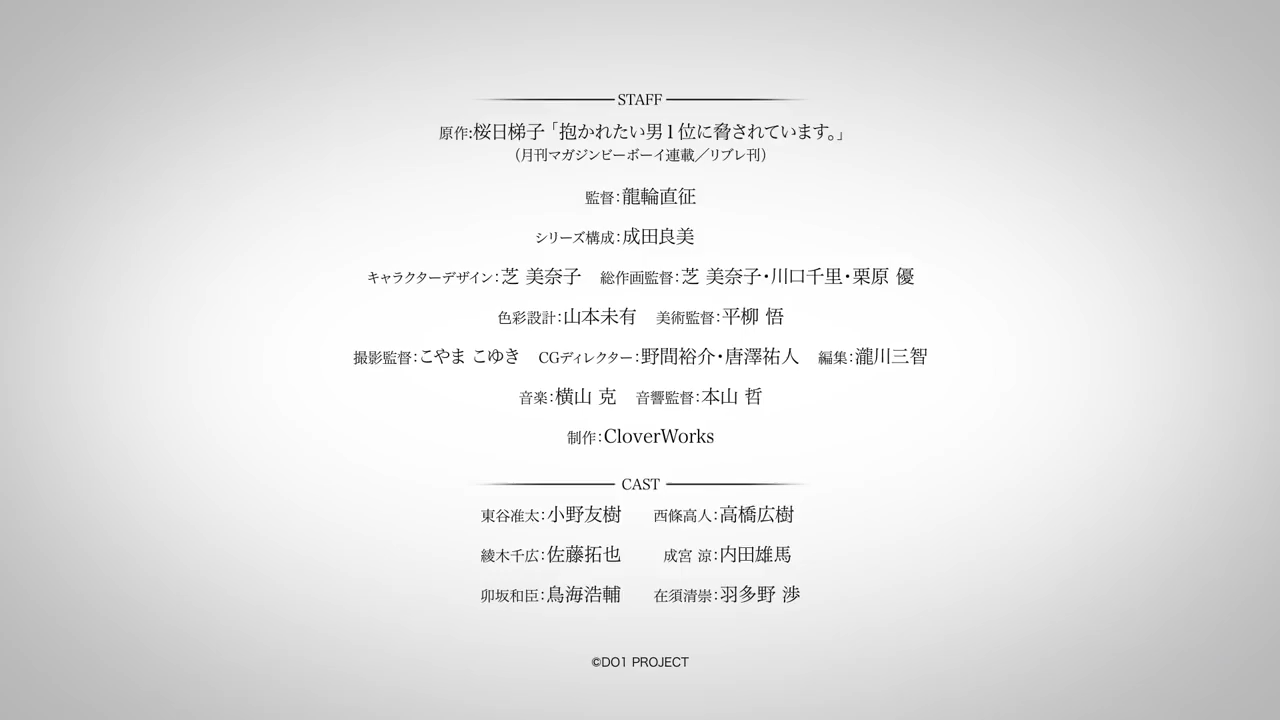 STAFF
原作:桜日梯子「抱かれたい男1位に脅されています。」
（月刊マガジンビーボーイ連載／リブレ刊）
監督：龍輪直征
シリーズ構成：成田良美
キャラクターデザイン：芝 美奈子　総作画監督：芝 美奈子・川口千里・栗原 優
色彩設計：山本未有　美術監督：平柳 悟
撮影監督：こやま こゆき　CGディレクター：野間裕介・唐澤祐人　編集：瀧川三智
音楽：横山 克　音響監督：本山 哲
制作：CloverWorks
CAST
東谷准太：小野友樹　西條高人：高橋広樹
綾木千広：佐藤拓也　成宮 涼：内田雄馬
卯坂和臣：鳥海浩輔　在須清崇：羽多野 渉
©DO1 PROJECT